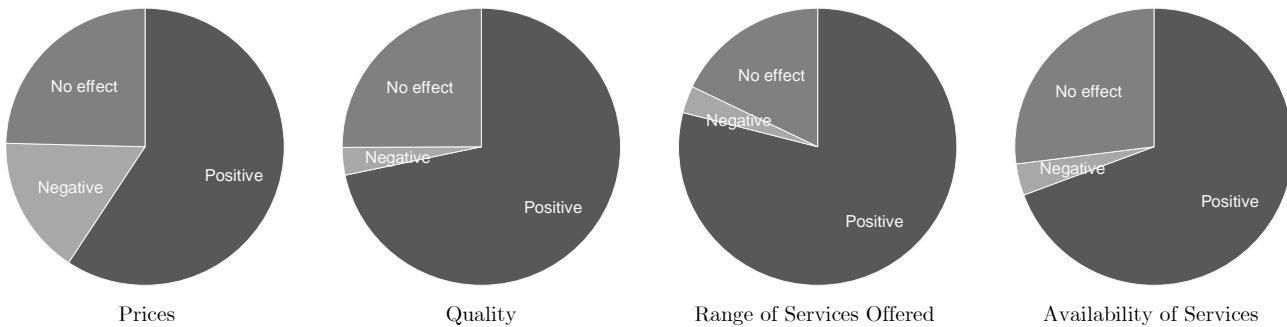 No effect
Negative
Positive
Prices
No effect
Negative
Positive
Quality
No effect
Negative
Positive
Range of Services Offered
No effect
Negative
Positive
Availability of Services